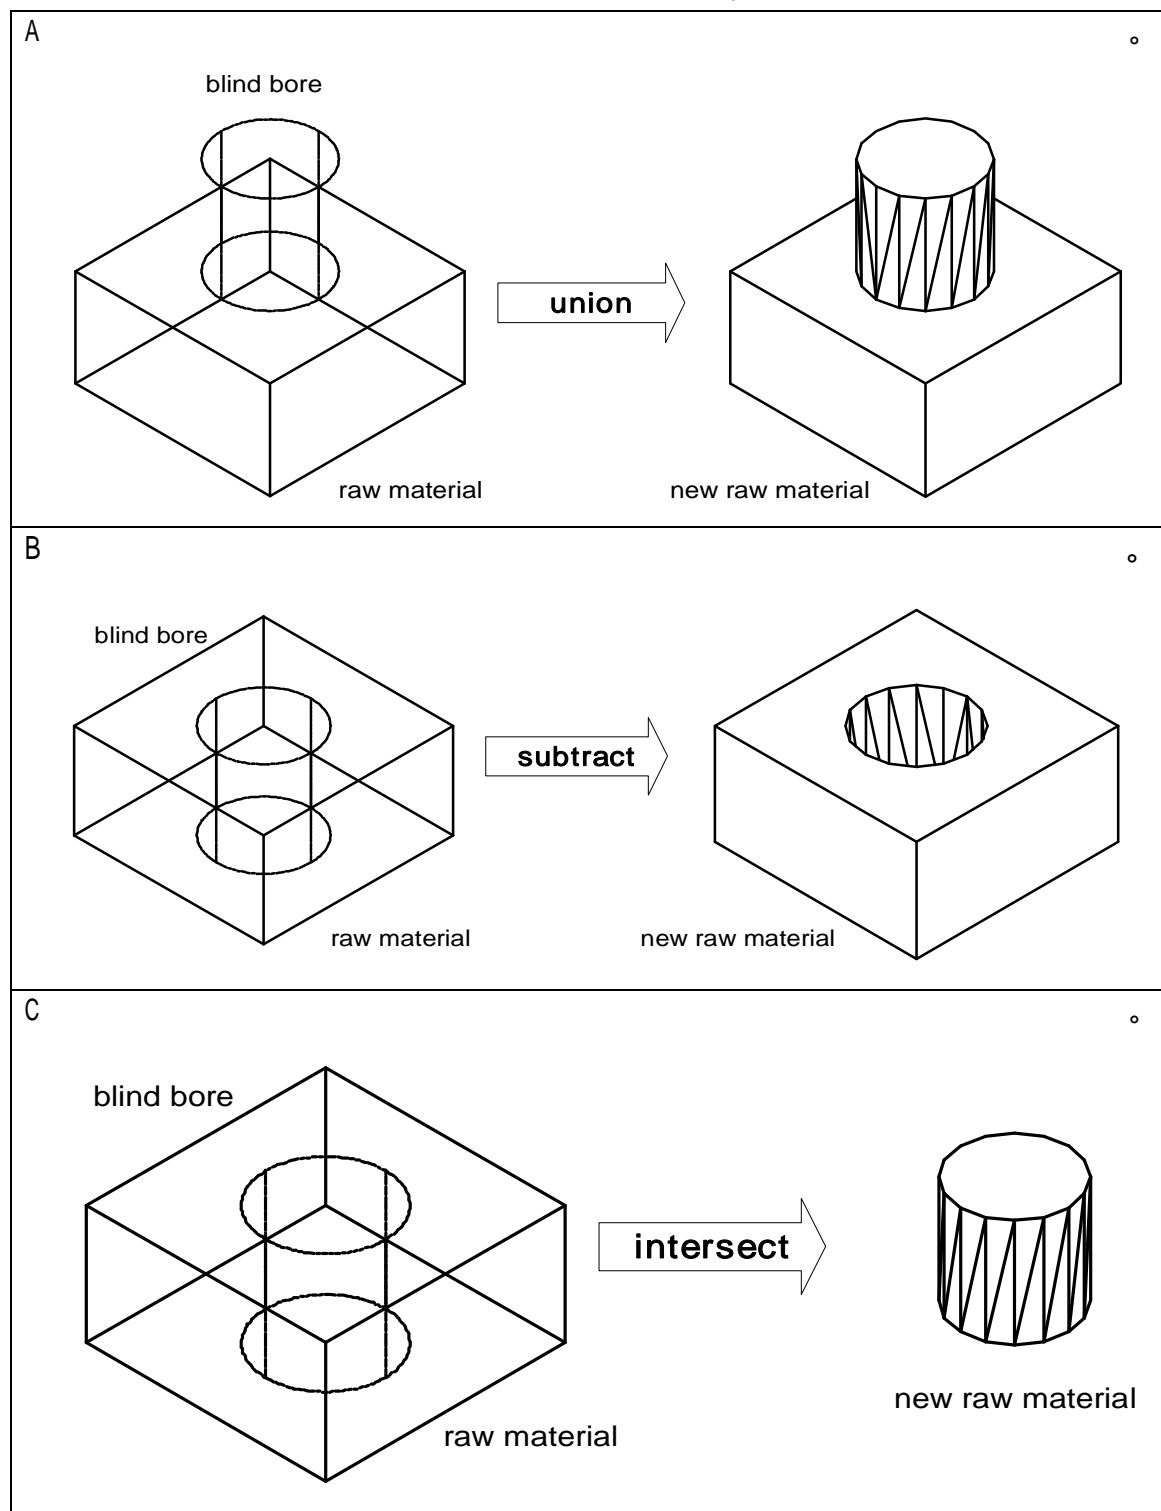 A
blind bore
union
raw material
new raw material
B
blind bore
subtract
raw material
new raw material
C
blind bore
intersect
new raw material
raw material